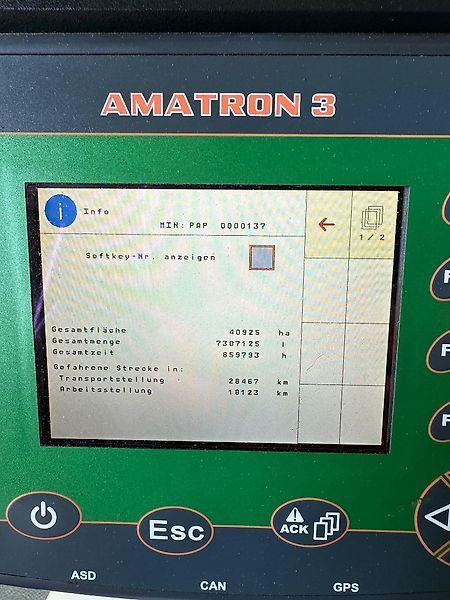 AMATRON 3
i Info
MIN: PAP 0000137
1 / 2
Softkey-Nr. anzeigen
Gesamtfläche 40925 ha
Gesamtmenge 7307125 l
Gesamtzeit 859793 h
Gefahrene Strecke in:
Transportstellung 28467 km
Arbeitsstellung 18123 km
F
F
F
Esc
ACK
ASD CAN GPS